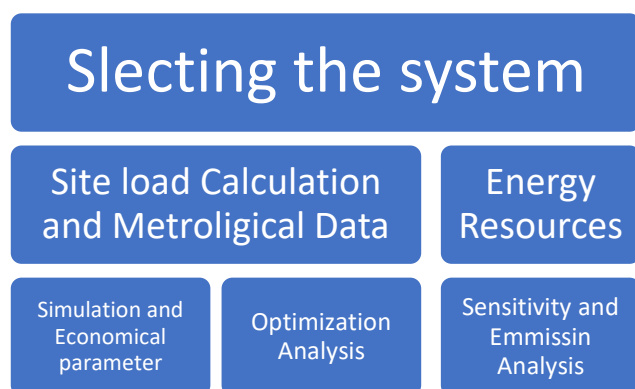 Slecting the system
Site load Calculation
and Metroligical Data
Energy
Resources
Simulation and
Economical
parameter
Optimization
Analysis
Sensitivity and
Emmissin
Analysis